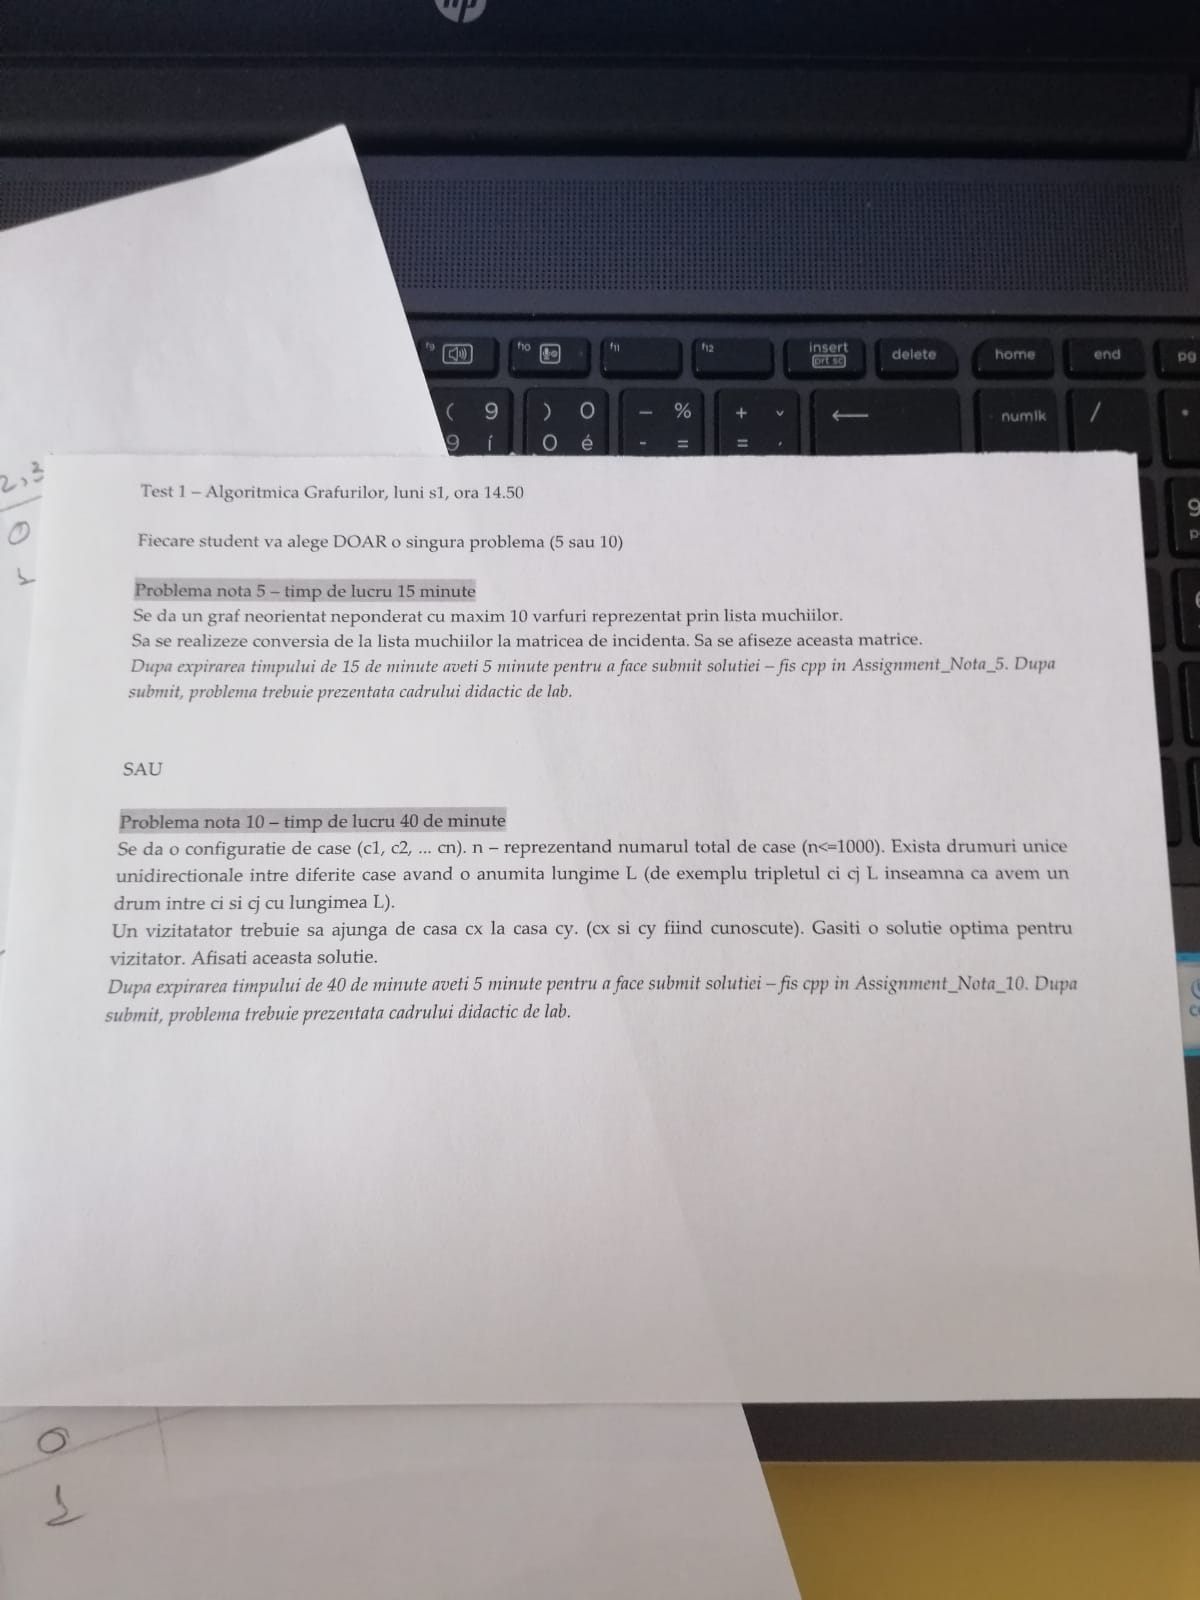 hp
f9
f10
f11
f12
insert
prt sc
delete
home
end
pg
( 9
9 í
) O
0 é
– %
- =
+ ˇ
= ,
←
numlk
/
*
9
2,3
0
1
Test 1 – Algoritmica Grafurilor, luni s1, ora 14.50
Fiecare student va alege DOAR o singura problema (5 sau 10)
Problema nota 5 – timp de lucru 15 minute
Se da un graf neorientat neponderat cu maxim 10 varfuri reprezentat prin lista muchiilor.
Sa se realizeze conversia de la lista muchiilor la matricea de incidenta. Sa se afiseze aceasta matrice.
Dupa expirarea timpului de 15 de minute aveti 5 minute pentru a face submit solutiei – fis cpp in Assignment_Nota_5. Dupa
submit, problema trebuie prezentata cadrului didactic de lab.
SAU
Problema nota 10 – timp de lucru 40 de minute
Se da o configuratie de case (c1, c2, ... cn). n – reprezentand numarul total de case (n<=1000). Exista drumuri unice
unidirectionale intre diferite case avand o anumita lungime L (de exemplu tripletul ci cj L inseamna ca avem un
drum intre ci si cj cu lungimea L).
Un vizitatator trebuie sa ajunga de casa cx la casa cy. (cx si cy fiind cunoscute). Gasiti o solutie optima pentru
vizitator. Afisati aceasta solutie.
Dupa expirarea timpului de 40 de minute aveti 5 minute pentru a face submit solutiei – fis cpp in Assignment_Nota_10. Dupa
submit, problema trebuie prezentata cadrului didactic de lab.
0
1